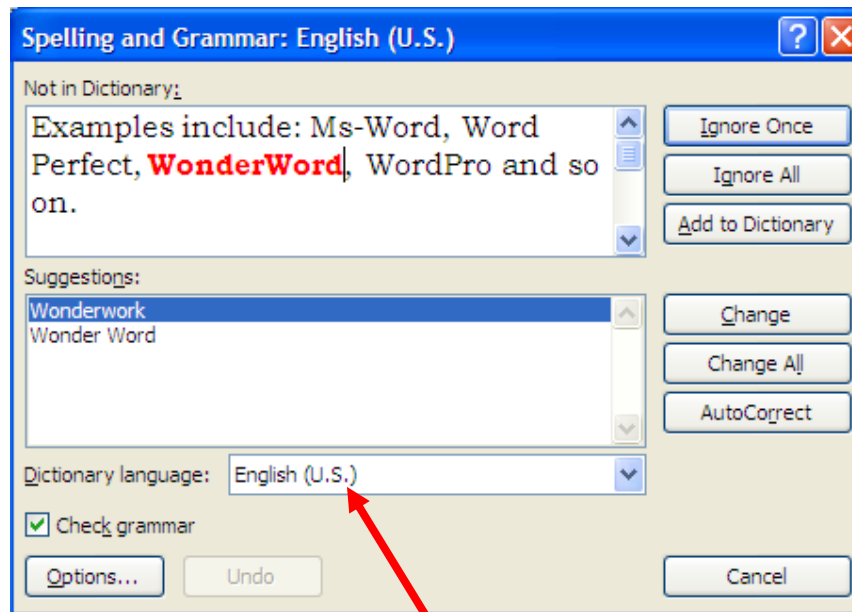 Spelling and Grammar: English (U.S.)
Not in Dictionary:
Examples include: Ms-Word, Word
Perfect, WonderWord, WordPro and so
on.
Ignore Once
Ignore All
Add to Dictionary
Suggestions:
Wonderwork
Wonder Word
Change
Change All
AutoCorrect
Dictionary language: English (U.S.)
Check grammar
Options... Undo Cancel